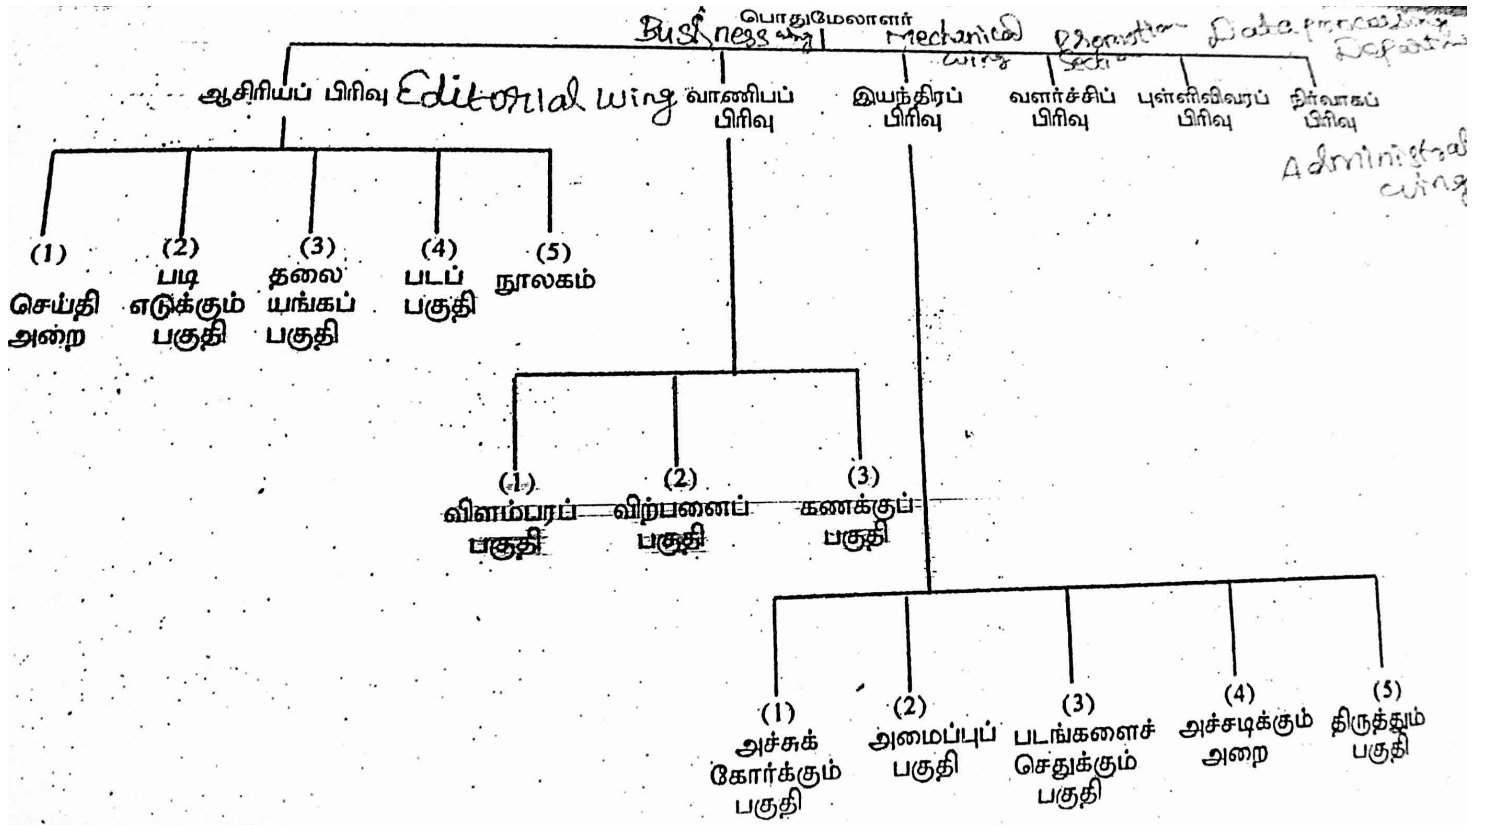 பொதுமேலாளர்
Business wing
Mechanical wing
Promotion Section
Data processing
ஆசிரியப் பிரிவு
Editorial wing
வாணிபப்
பிரிவு
இயந்திரப்
பிரிவு
வளர்ச்சிப்
பிரிவு
புள்ளிவிவரப்
பிரிவு
நிர்வாகப்
பிரிவு
wing
(1)
செய்தி
அறை
(2)
படி
எடுக்கும்
பகுதி
(3)
தலை
யங்கப்
பகுதி
(4)
படப்
பகுதி
(5)
நூலகம்
(1)
விளம்பரப்
பகுதி
(2)
விற்பனைப்
பகுதி
(3)
கணக்குப்
பகுதி
(1)
அச்சுக்
கோர்க்கும்
பகுதி
(2)
அமைப்புப்
பகுதி
(3)
படங்களைச்
செதுக்கும்
பகுதி
(4)
அச்சடிக்கும்
அறை
(5)
திருத்தும்
பகுதி